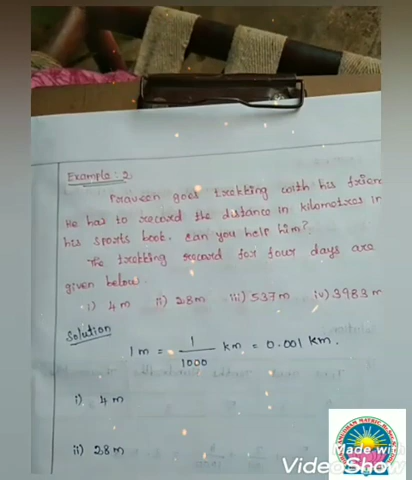 Example : 2
Praveen goes trekking with his friend
He has to record the distance in kilometres in
his sports book. Can you help him?
The trekking record for four days are
given below.
i) 4 m ii) 28 m iii) 537 m iv) 3983 m
Solution
1 m = 1/1000 km = 0.001 km.
i) 4 m
ii) 28 m
Made with
VideoShow